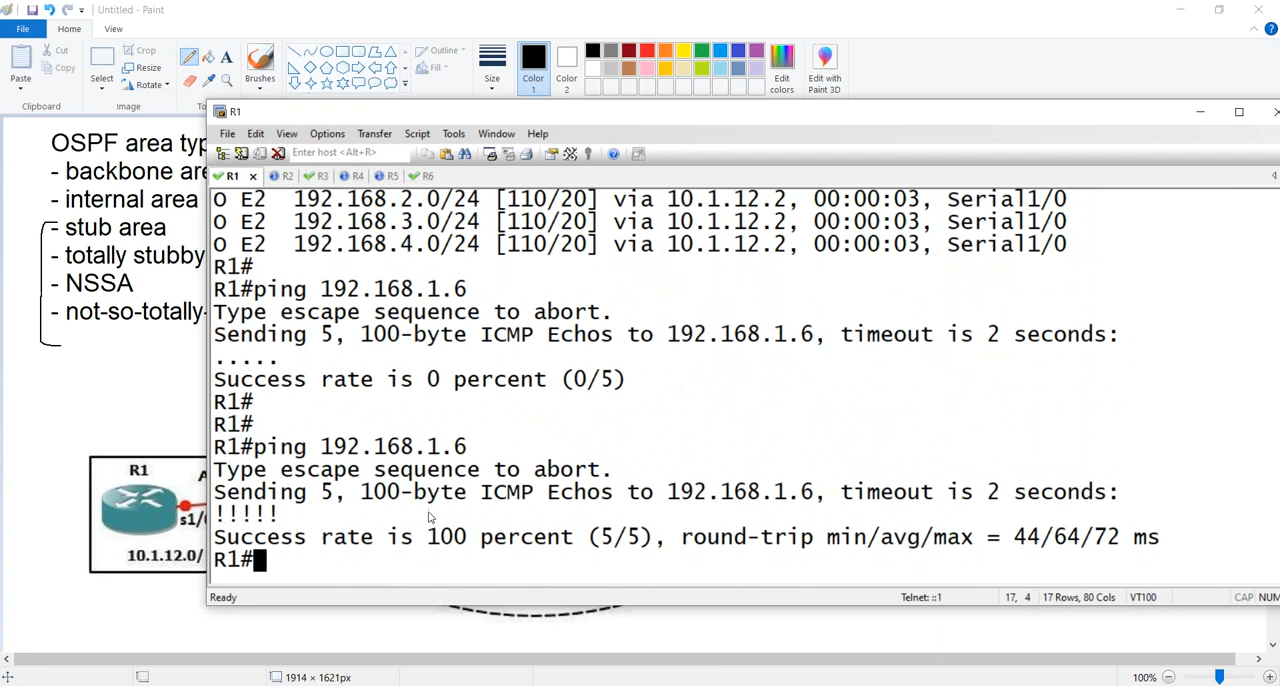 Untitled - Paint
File Home View
Paste
Cut
Copy
Clipboard
Select
Crop
Resize
Rotate
Image
Brushes
Outline
Fill
Size
Color
1
Color
2
Edit
colors
Edit with
Paint 3D
OSPF area typ
- backbone are
- internal area
- stub area
- totally stubby
- NSSA
- not-so-totally-
R1
s1/0
10.1.12.0/
R1
File Edit View Options Transfer Script Tools Window Help
Enter host <Alt+R>
R1 R2 R3 R4 R5 R6
O E2 192.168.2.0/24 [110/20] via 10.1.12.2, 00:00:03, Serial1/0
O E2 192.168.3.0/24 [110/20] via 10.1.12.2, 00:00:03, Serial1/0
O E2 192.168.4.0/24 [110/20] via 10.1.12.2, 00:00:03, Serial1/0
R1#
R1#ping 192.168.1.6
Type escape sequence to abort.
Sending 5, 100-byte ICMP Echos to 192.168.1.6, timeout is 2 seconds:
.....
Success rate is 0 percent (0/5)
R1#
R1#
R1#ping 192.168.1.6
Type escape sequence to abort.
Sending 5, 100-byte ICMP Echos to 192.168.1.6, timeout is 2 seconds:
!!!!!
Success rate is 100 percent (5/5), round-trip min/avg/max = 44/64/72 ms
R1#
Ready
Telnet: ::1
17, 4
17 Rows, 80 Cols
VT100
CAP NUM
1914 × 1621px
100%